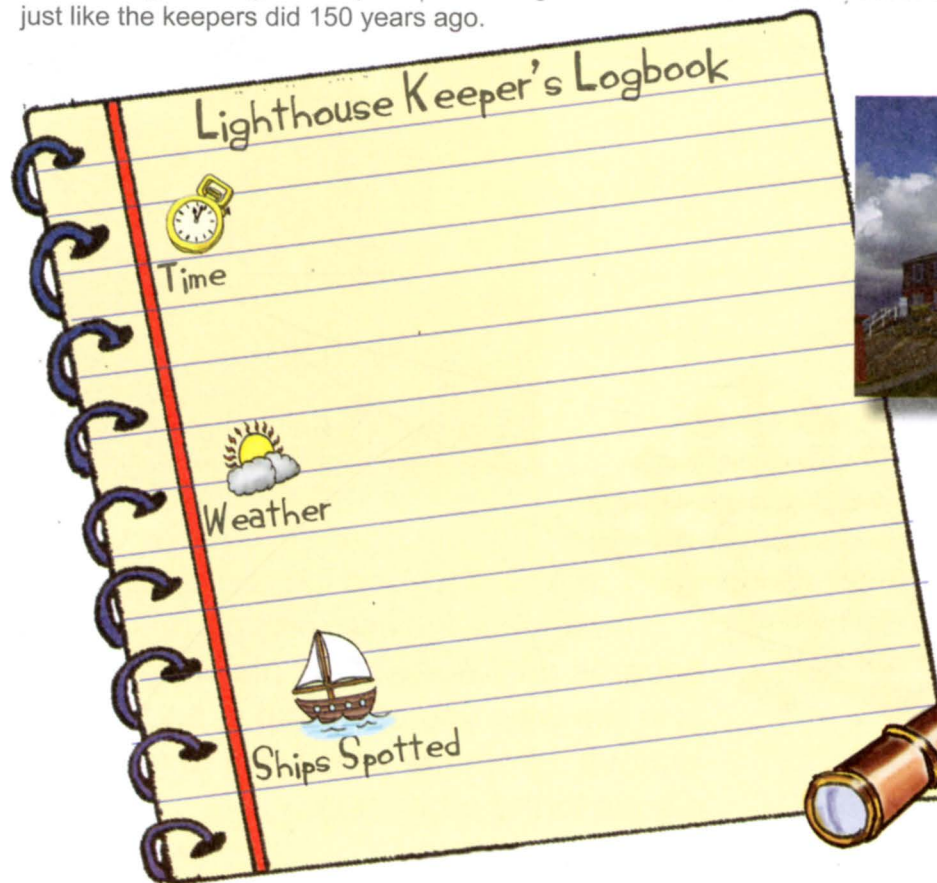 just like the keepers did 150 years ago.
Lighthouse Keeper's Logbook
Time
Weather
Ships Spotted